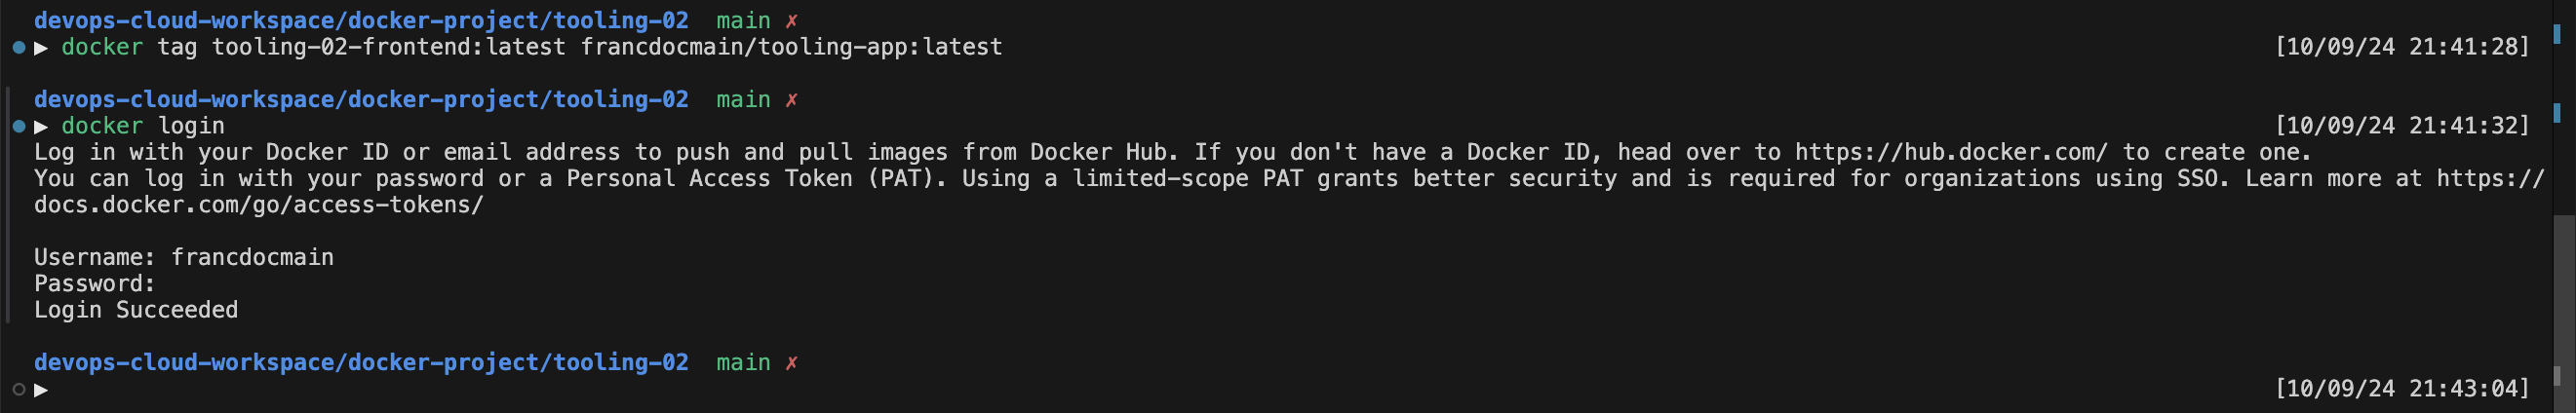 devops-cloud-workspace/docker-project/tooling-02 main ✗
▶ docker tag tooling-02-frontend:latest francdocmain/tooling-app:latest [10/09/24 21:41:28]
devops-cloud-workspace/docker-project/tooling-02 main ✗
▶ docker login [10/09/24 21:41:32]
Log in with your Docker ID or email address to push and pull images from Docker Hub. If you don't have a Docker ID, head over to https://hub.docker.com/ to create one.
You can log in with your password or a Personal Access Token (PAT). Using a limited-scope PAT grants better security and is required for organizations using SSO. Learn more at https://
docs.docker.com/go/access-tokens/
Username: francdocmain
Password:
Login Succeeded
devops-cloud-workspace/docker-project/tooling-02 main ✗
▶ [10/09/24 21:43:04]